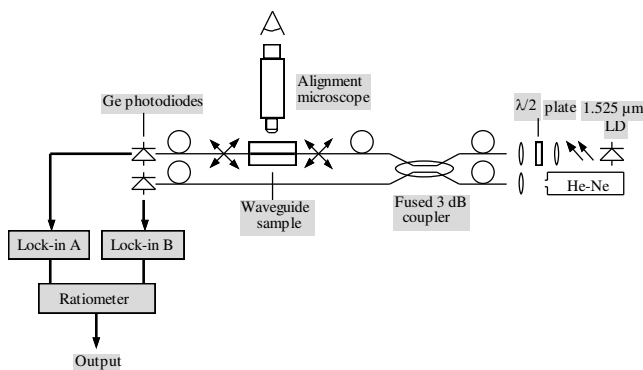 Alignment
microscope
Ge photodiodes
λ/2 plate
1.525 µm
LD
He-Ne
Waveguide
sample
Fused 3 dB
coupler
Lock-in A
Lock-in B
Ratiometer
Output